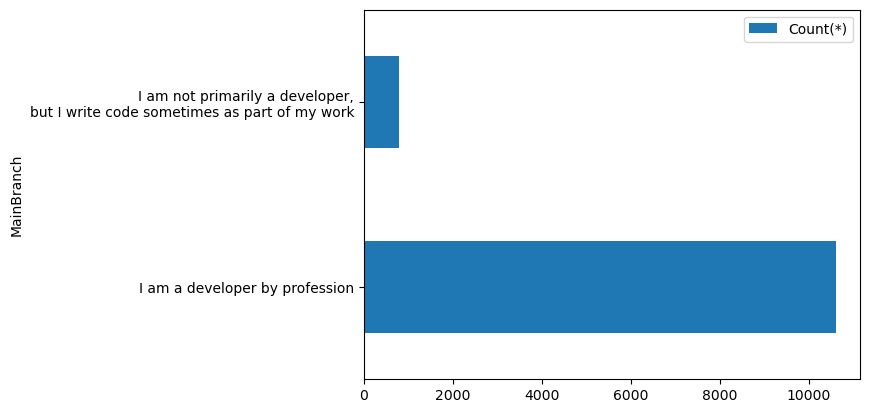 Count(*)
I am not primarily a developer,
but I write code sometimes as part of my work
MainBranch
I am a developer by profession
0 2000 4000 6000 8000 10000